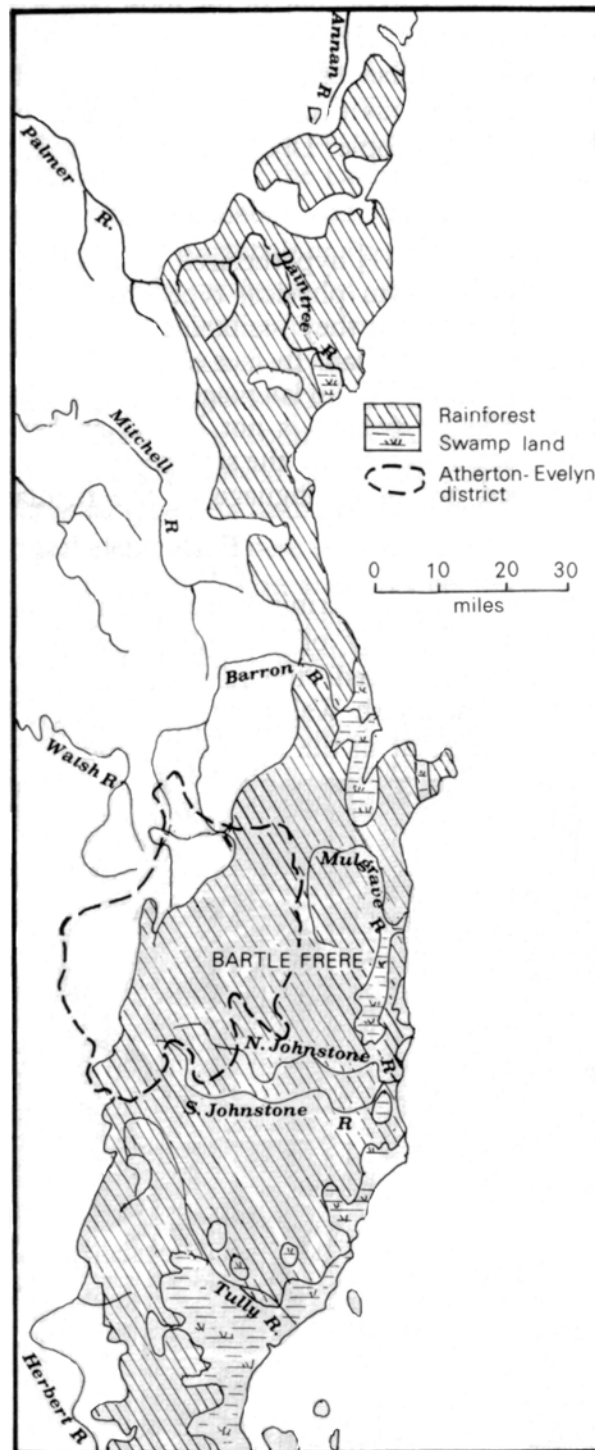 Annan R
Palmer R.
Daintree R
Mitchell R
Rainforest
Swamp land
Atherton-Evelyn
district
0 10 20 30
miles
Barron R
Walsh R
Mulgrave R
BARTLE FRERE
N. Johnstone R
S. Johnstone R
Tully R.
Herbert R